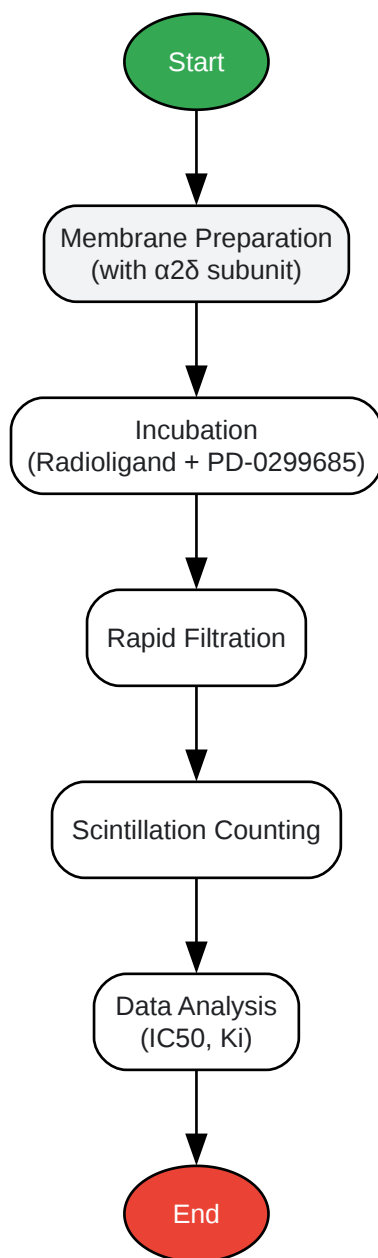 Start
Membrane Preparation
(with α2δ subunit)
Incubation
(Radioligand + PD-0299685)
Rapid Filtration
Scintillation Counting
Data Analysis
(IC50, Ki)
End